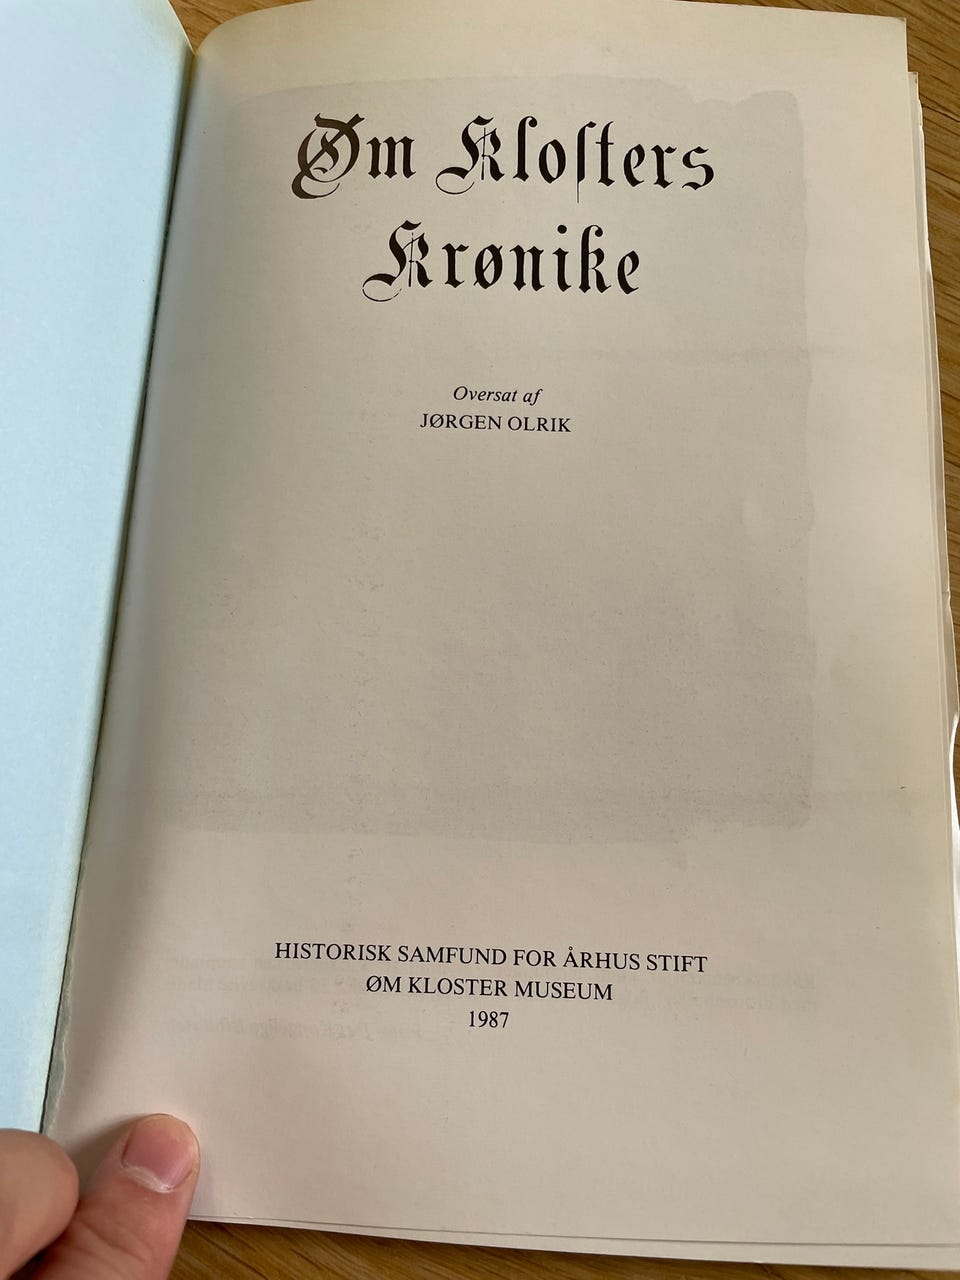 Øm Kloſters
Krønike
Oversat af
JØRGEN OLRIK
HISTORISK SAMFUND FOR ÅRHUS STIFT
ØM KLOSTER MUSEUM
1987